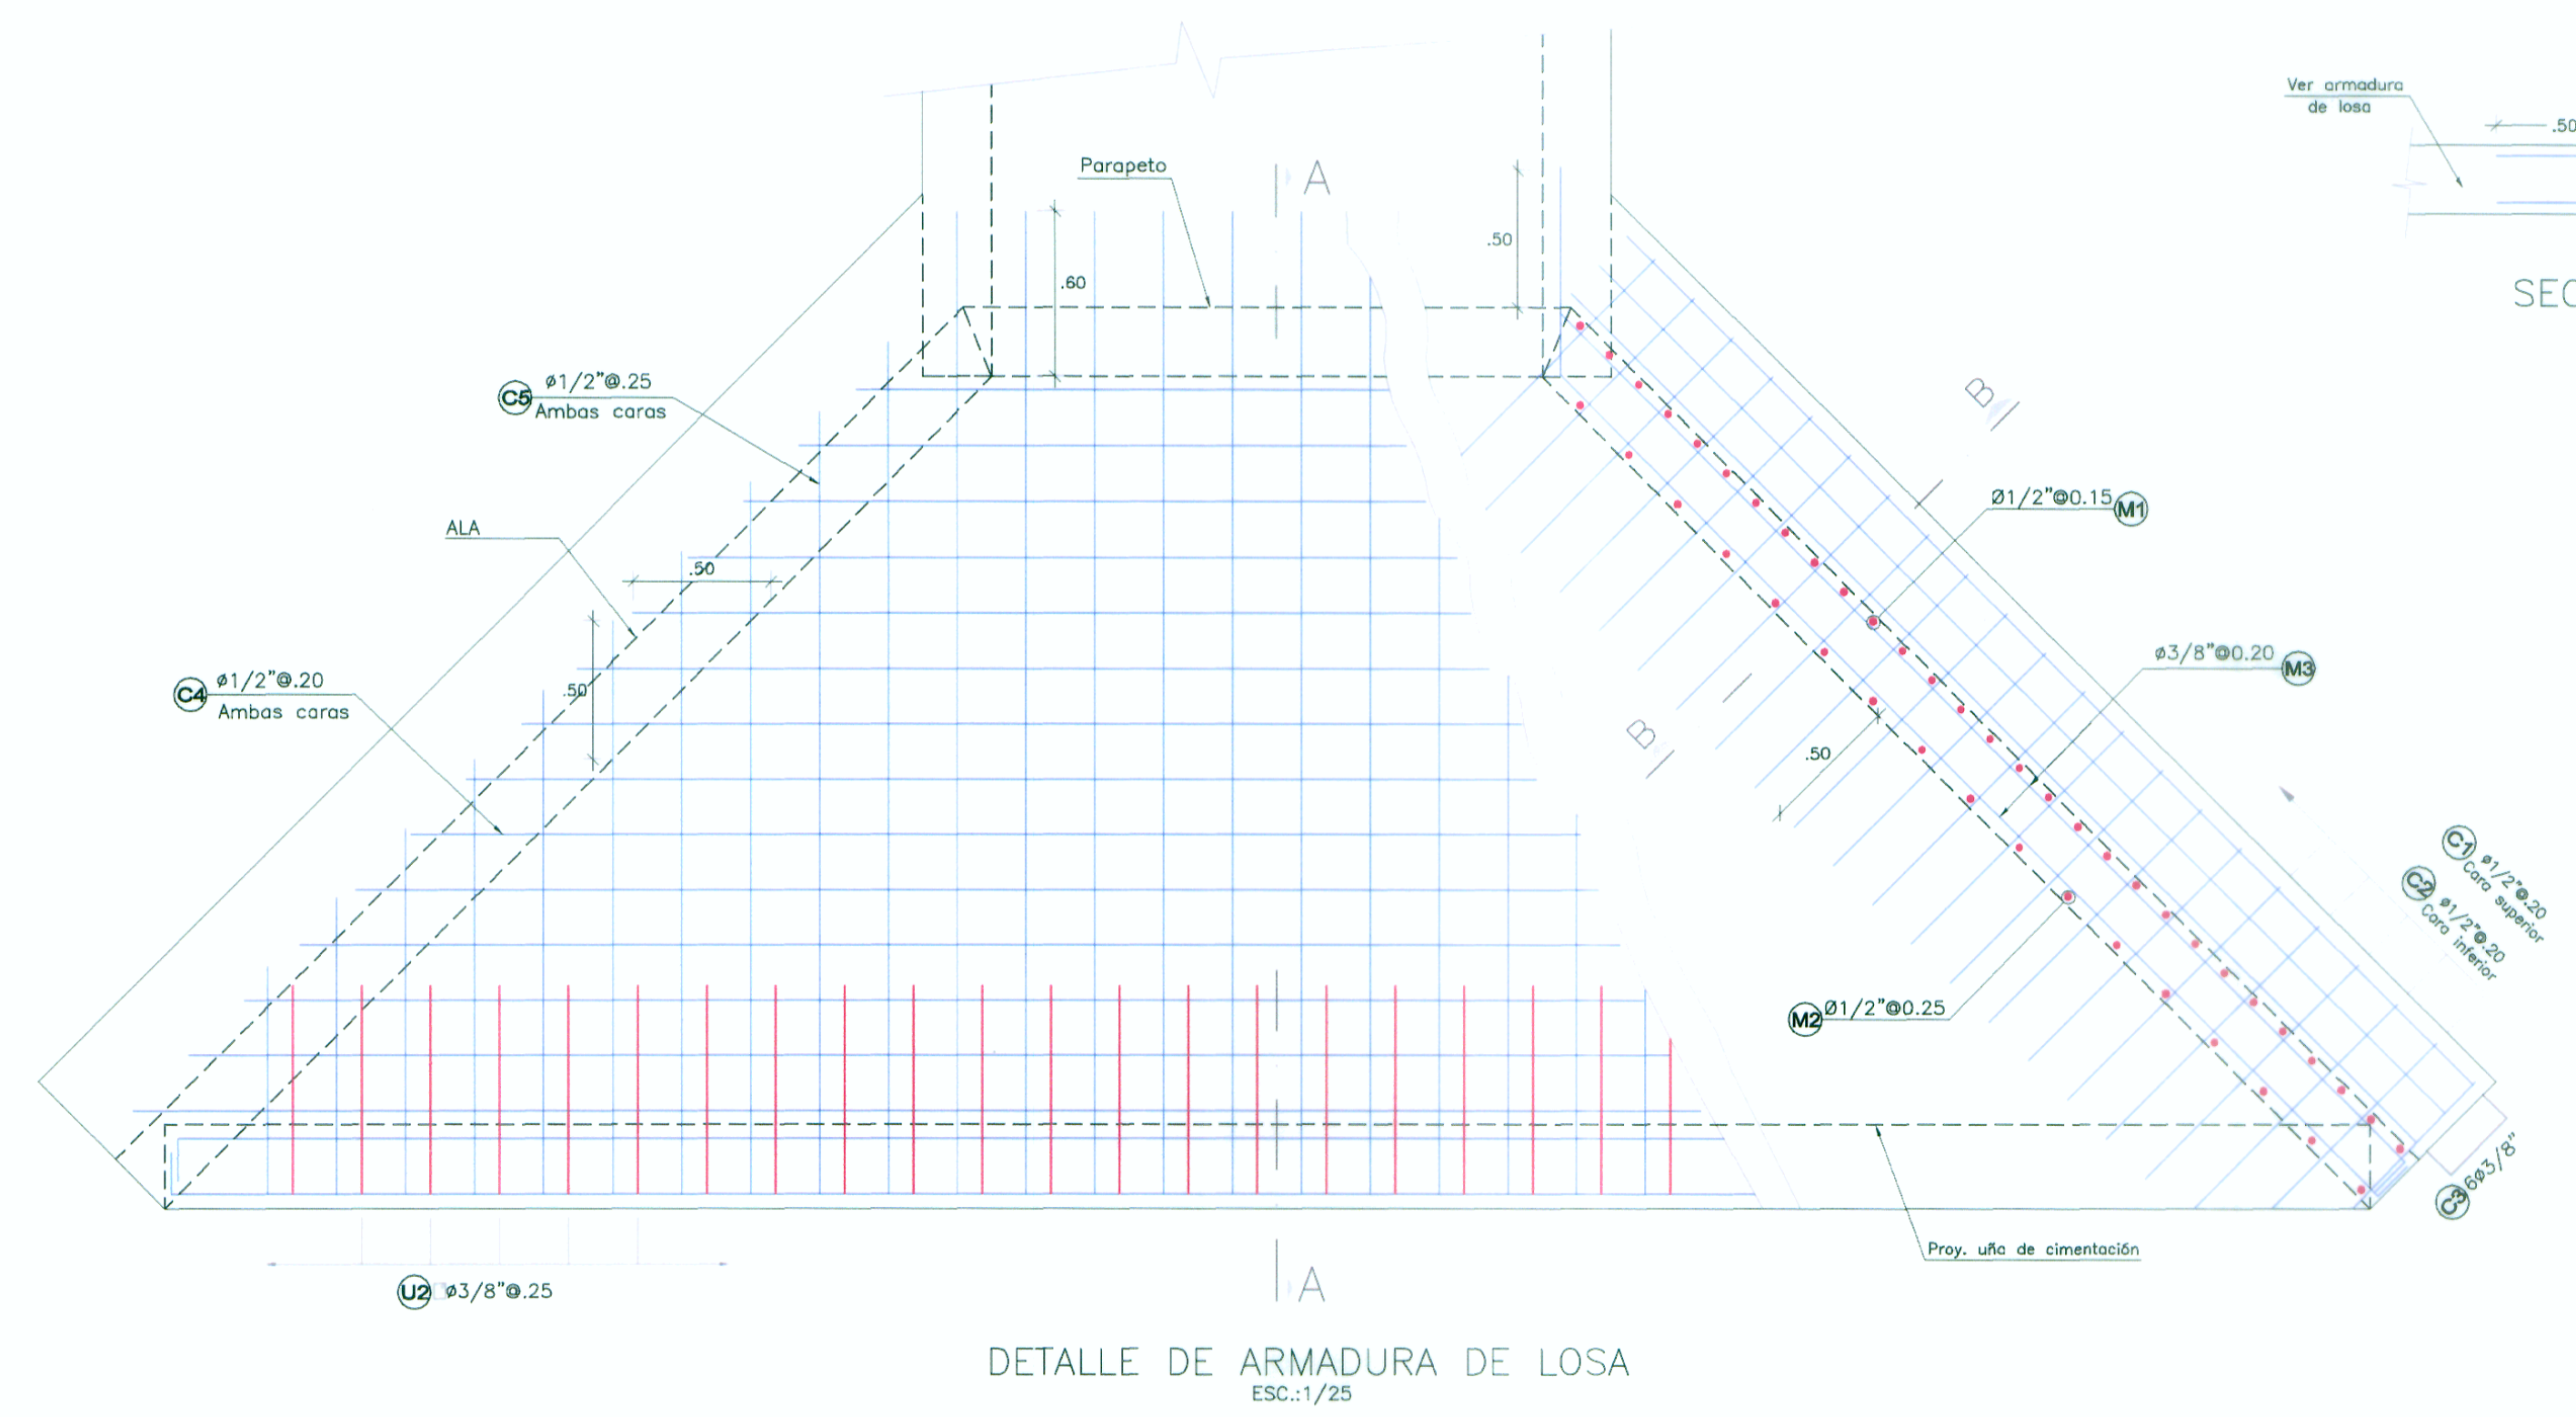 Ver armadura
de losa
.50
SEC
Parapeto
A
.50
.60
C5 ø1/2"@.25
Ambas caras
B
Ø1/2"@0.15 M1
ALA
.50
ø3/8"@0.20 M3
C4 ø1/2"@.20
Ambas caras
.50
B
.50
C1 ø1/2"@.20
Cara superior
C2 ø1/2"@.20
Cara inferior
M2 Ø1/2"@0.25
C3 6ø3/8"
Proy. uña de cimentación
U2 ø3/8"@.25
A
DETALLE DE ARMADURA DE LOSA
ESC.:1/25